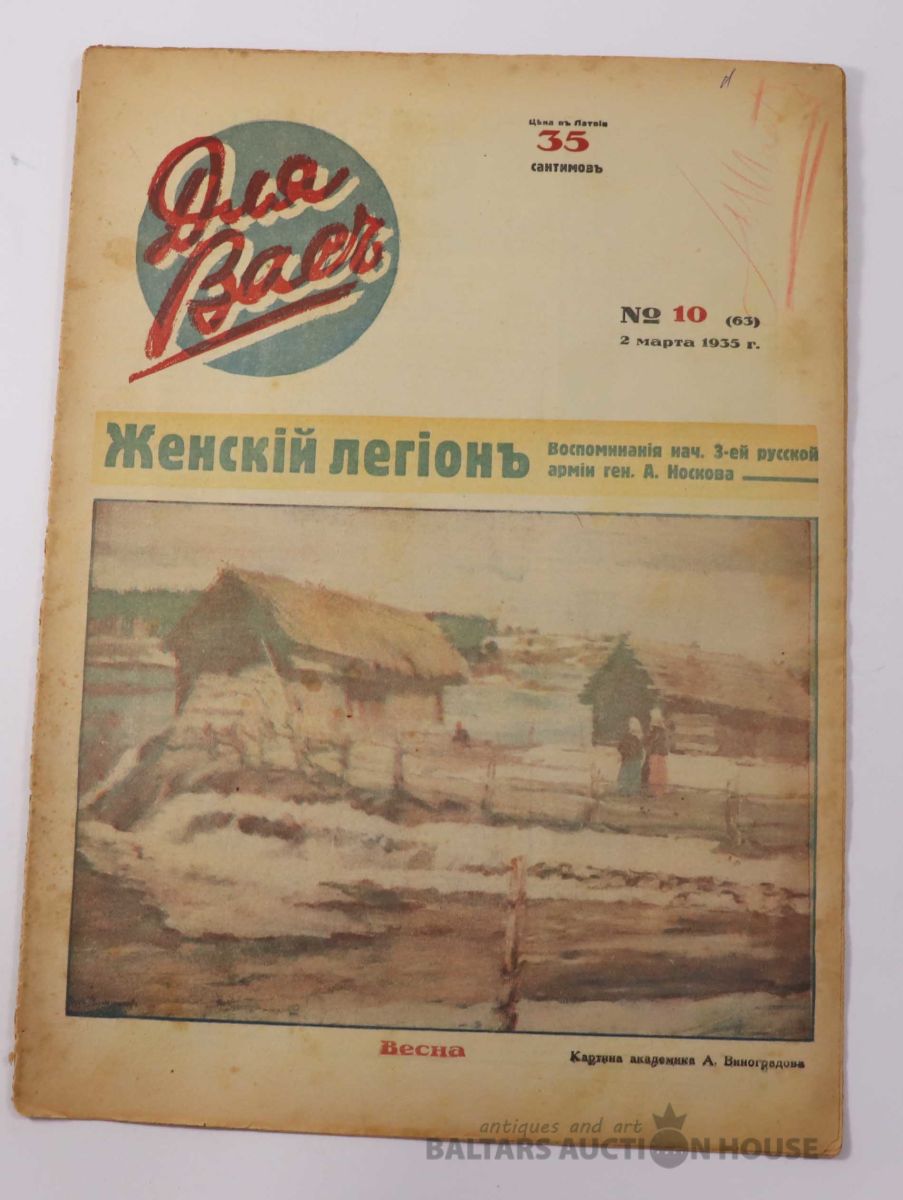 Цѣна въ Латвіи
35
сантимовъ
Для
Васъ
№ 10 (63)
2 марта 1935 г.
Женскій легіонъ
Воспоминанія нач. 3-ей русской
арміи ген. А. Носкова
Весна
Картина академика А. Виноградова
antiques and art
BALTARS AUCTION HOUSE